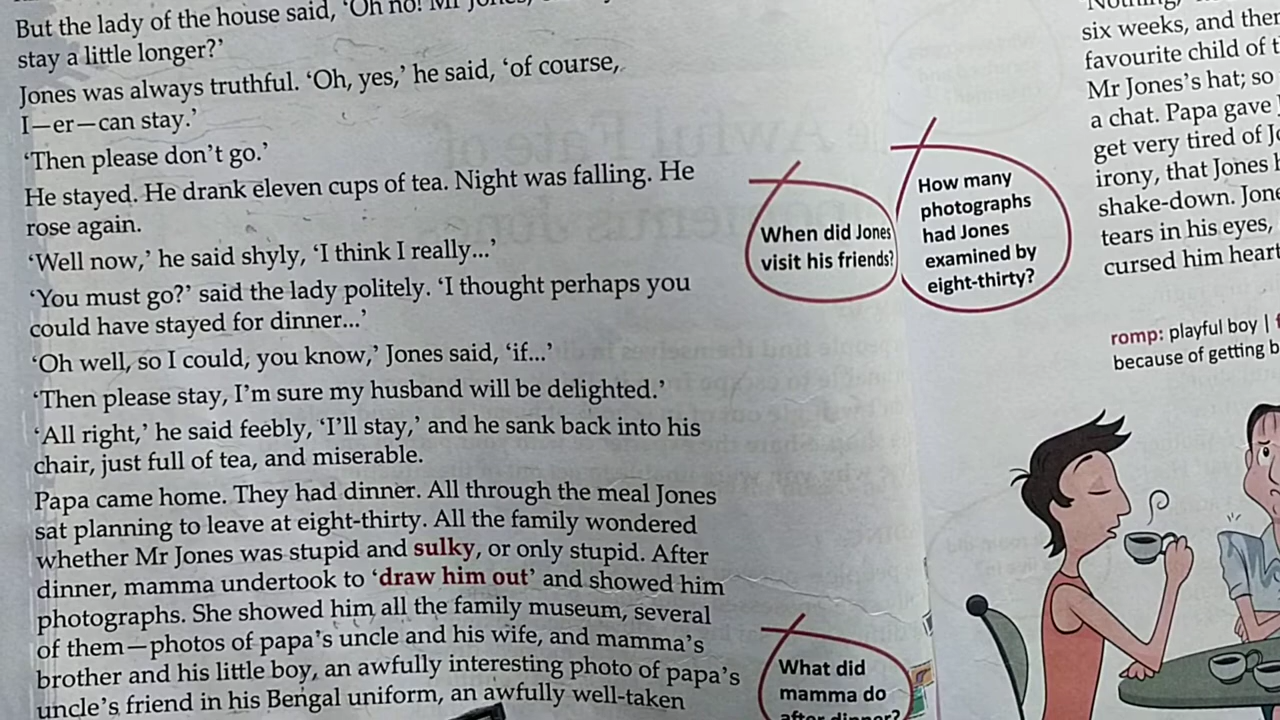 But the lady of the house said, ‘Oh no! Mr Jones,
stay a little longer?’
Jones was always truthful. ‘Oh, yes,’ he said, ‘of course,
I—er—can stay.’
‘Then please don’t go.’
He stayed. He drank eleven cups of tea. Night was falling. He
rose again.
‘Well now,’ he said shyly, ‘I think I really...’
‘You must go?’ said the lady politely. ‘I thought perhaps you
could have stayed for dinner...’
‘Oh well, so I could, you know,’ Jones said, ‘if...’
‘Then please stay, I’m sure my husband will be delighted.’
‘All right,’ he said feebly, ‘I’ll stay,’ and he sank back into his
chair, just full of tea, and miserable.
Papa came home. They had dinner. All through the meal Jones
sat planning to leave at eight-thirty. All the family wondered
whether Mr Jones was stupid and sulky, or only stupid. After
dinner, mamma undertook to ‘draw him out’ and showed him
photographs. She showed him all the family museum, several
of them—photos of papa’s uncle and his wife, and mamma’s
brother and his little boy, an awfully interesting photo of papa’s
uncle’s friend in his Bengal uniform, an awfully well-taken
When did Jones
visit his friends?
How many
photographs
had Jones
examined by
eight-thirty?
What did
mamma do
after dinner?
‘Nothing,
six weeks, and then
favourite child of
Mr Jones’s hat; so
a chat. Papa gave
get very tired of
irony, that Jones
shake-down.
tears in his eyes,
cursed him
romp: playful boy |
because of getting